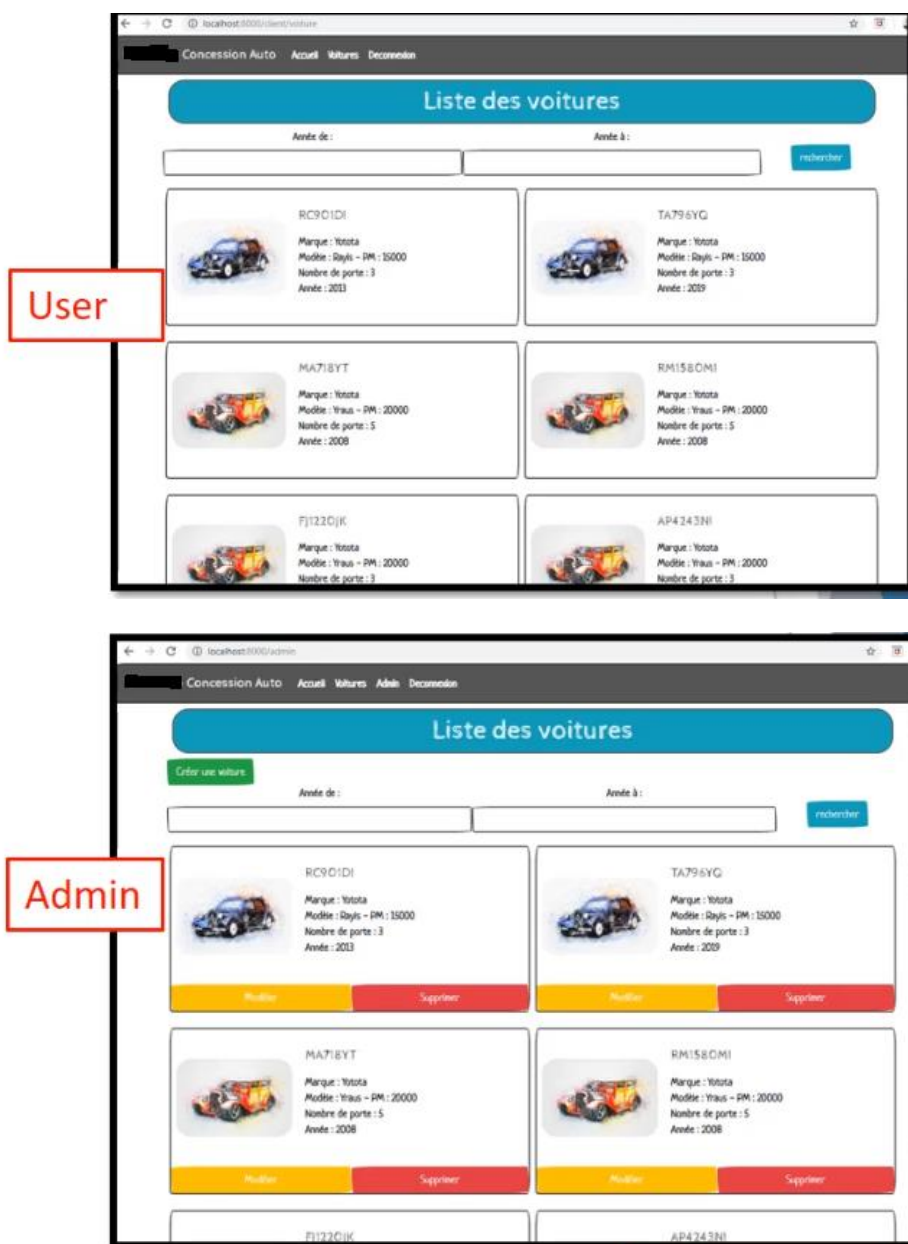 localhost:8000/client/voiture
Concession Auto Accueil Voitures Deconnexion
Liste des voitures
Année de : Année à :
rechercher
RC901DI
Marque : Yotota
Modèle : Rayis – PM : 15000
Nombre de porte : 3
Année : 2013
TA796YQ
Marque : Yotota
Modèle : Rayis – PM : 15000
Nombre de porte : 3
Année : 2019
User
MA718YT
Marque : Yotota
Modèle : Yraus – PM : 20000
Nombre de porte : 5
Année : 2008
RM158OMI
Marque : Yotota
Modèle : Yraus – PM : 20000
Nombre de porte : 5
Année : 2008
FJ122OJK
Marque : Yotota
Modèle : Yraus – PM : 20000
Nombre de porte : 3
AP4243NI
Marque : Yotota
Modèle : Yraus – PM : 20000
Nombre de porte : 3
localhost:8000/admin
Concession Auto Accueil Voitures Admin Deconnexion
Liste des voitures
Créer une voiture
Année de : Année à :
rechercher
Admin
RC901DI
Marque : Yotota
Modèle : Rayis – PM : 15000
Nombre de porte : 3
Année : 2013
Modifier Supprimer
TA796YQ
Marque : Yotota
Modèle : Rayis – PM : 15000
Nombre de porte : 3
Année : 2019
Modifier Supprimer
MA718YT
Marque : Yotota
Modèle : Yraus – PM : 20000
Nombre de porte : 5
Année : 2008
Modifier Supprimer
RM158OMI
Marque : Yotota
Modèle : Yraus – PM : 20000
Nombre de porte : 5
Année : 2008
Modifier Supprimer
FJ122OJK
AP4243NI